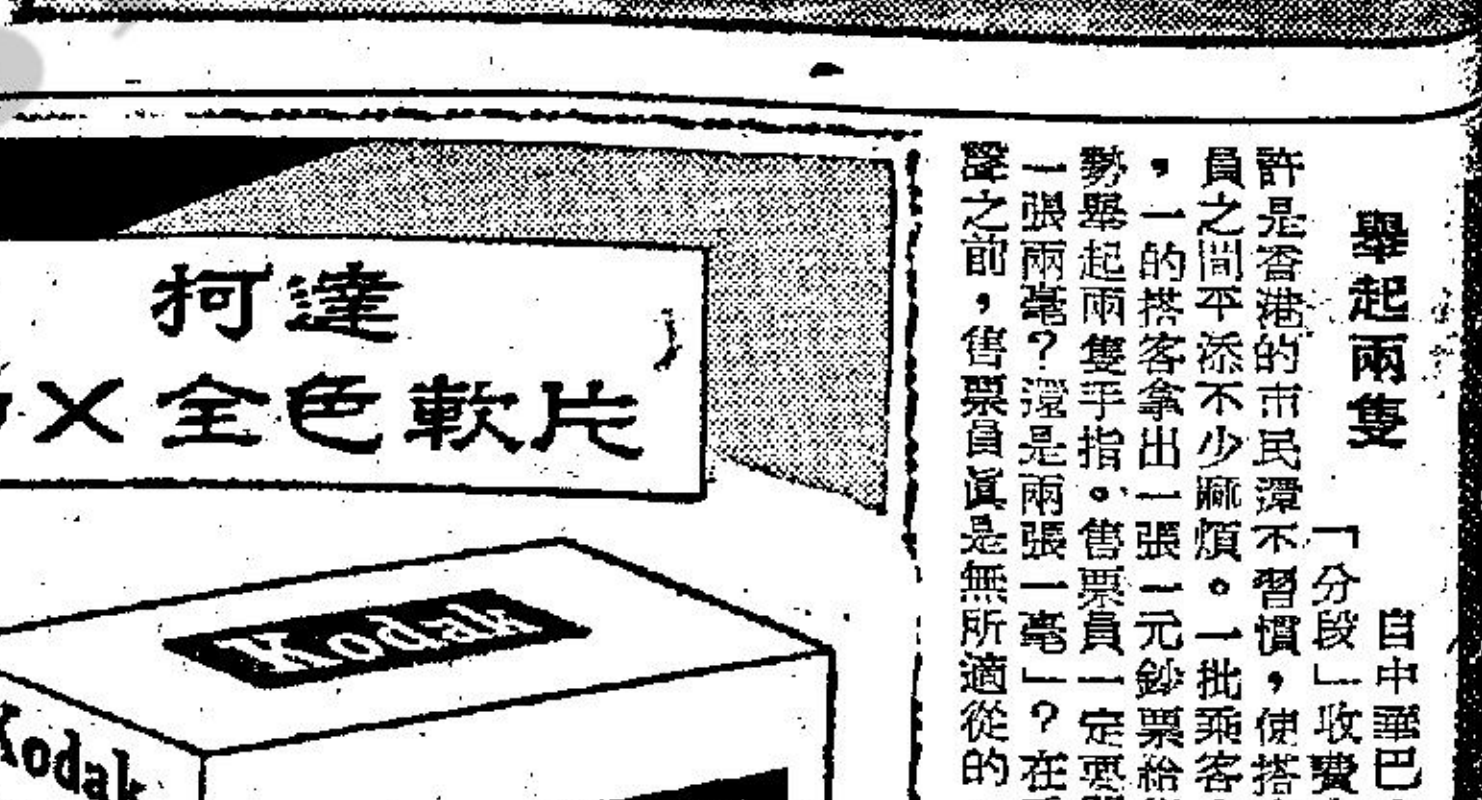 舉起兩隻
自中華巴
「分段」收費
許是香港的市民還不習慣,使搭
員之間平添不少麻煩。一批乘客
,一的搭客拿出一張一元鈔票給
勢舉起兩隻手指。售票員一定要
一張兩毫?還是兩張一毫」?在
聲之前,售票員眞是無所適從的
柯達
X全色軟片
Kodak
Kodak